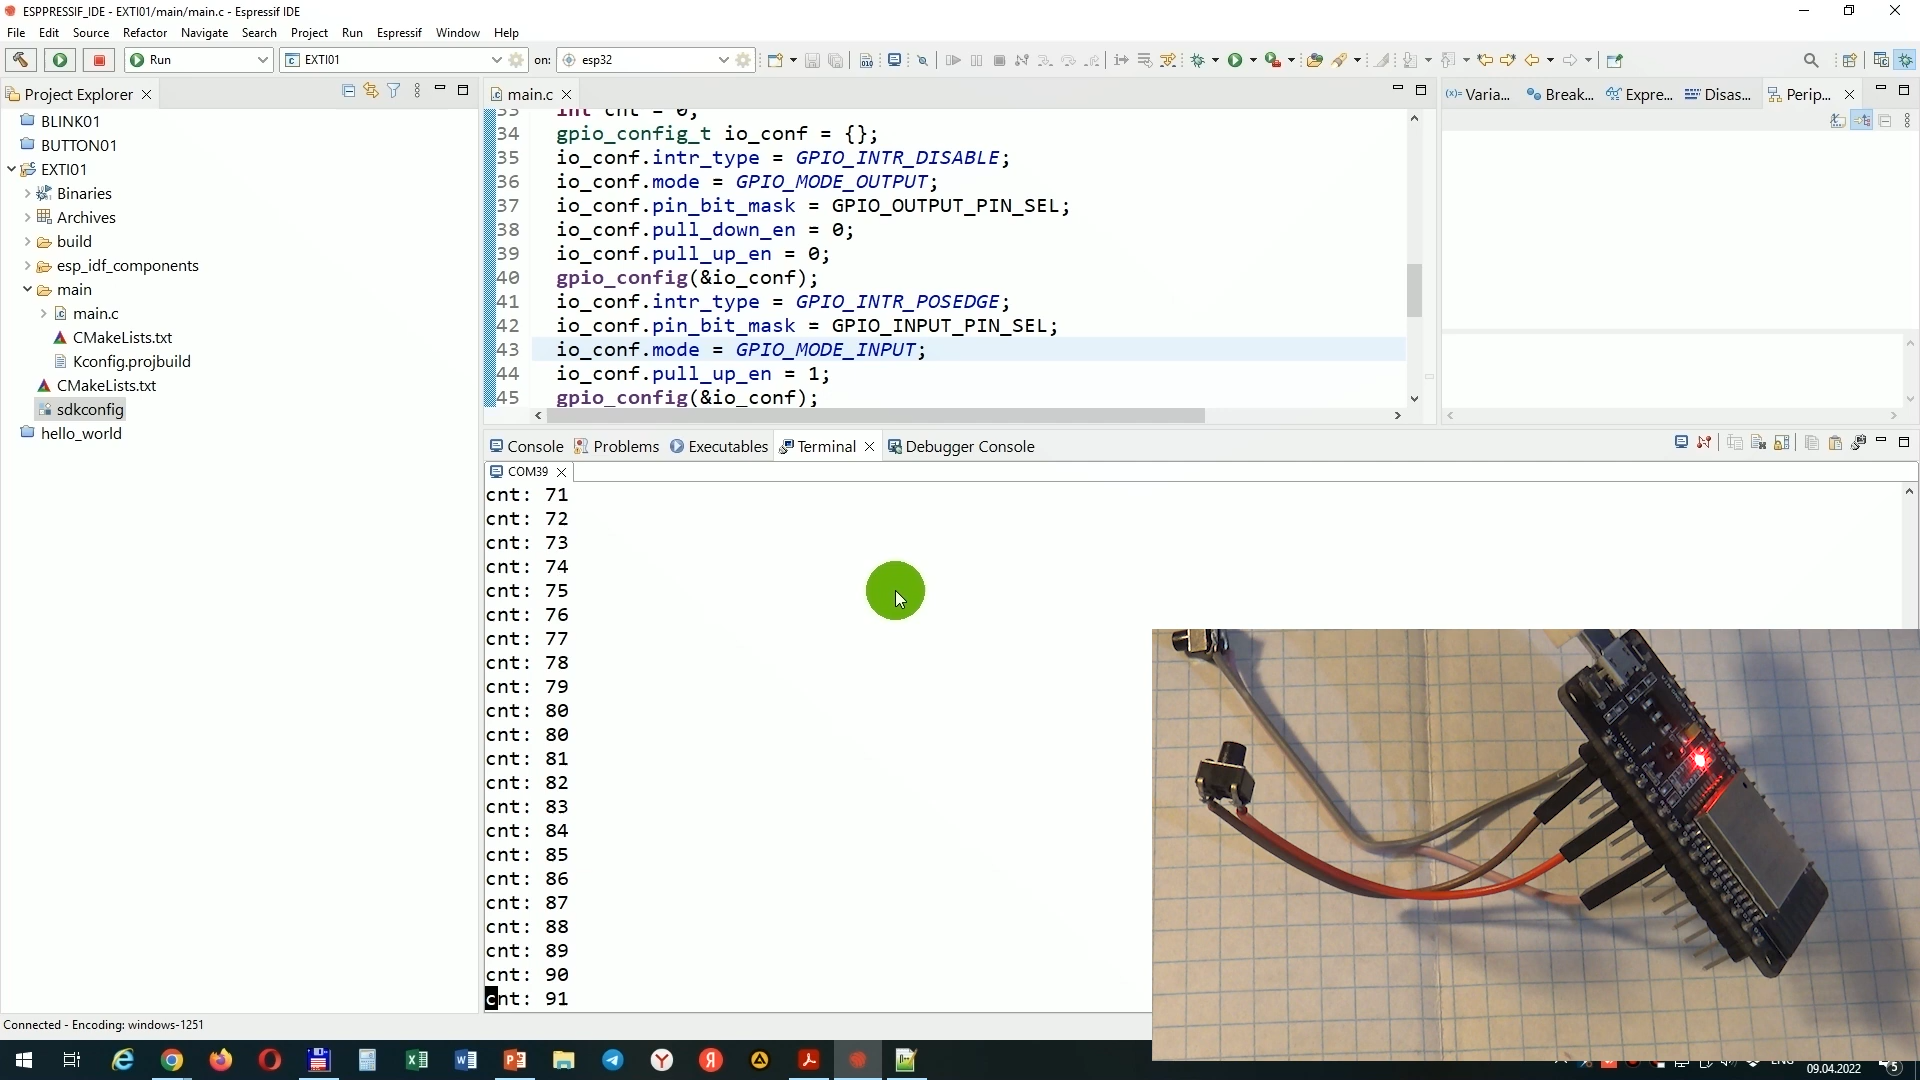 ESPPRESSIF_IDE - EXTI01/main/main.c - Espressif IDE
File Edit Source Refactor Navigate Search Project Run Espressif Window Help
Run EXTI01 on: esp32
Project Explorer
BLINK01
BUTTON01
EXTI01
Binaries
Archives
build
esp_idf_components
main
main.c
CMakeLists.txt
Kconfig.projbuild
CMakeLists.txt
sdkconfig
hello_world
main.c
33 int cnt = 0;
34 gpio_config_t io_conf = {};
35 io_conf.intr_type = GPIO_INTR_DISABLE;
36 io_conf.mode = GPIO_MODE_OUTPUT;
37 io_conf.pin_bit_mask = GPIO_OUTPUT_PIN_SEL;
38 io_conf.pull_down_en = 0;
39 io_conf.pull_up_en = 0;
40 gpio_config(&io_conf);
41 io_conf.intr_type = GPIO_INTR_POSEDGE;
42 io_conf.pin_bit_mask = GPIO_INPUT_PIN_SEL;
43 io_conf.mode = GPIO_MODE_INPUT;
44 io_conf.pull_up_en = 1;
45 gpio_config(&io_conf);
(x)= Varia... Break... Expre... Disas... Perip...
Console Problems Executables Terminal Debugger Console
COM39
cnt: 71
cnt: 72
cnt: 73
cnt: 74
cnt: 75
cnt: 76
cnt: 77
cnt: 78
cnt: 79
cnt: 80
cnt: 80
cnt: 81
cnt: 82
cnt: 83
cnt: 84
cnt: 85
cnt: 86
cnt: 87
cnt: 88
cnt: 89
cnt: 90
cnt: 91
Connected - Encoding: windows-1251
ENG
09.04.2022
5